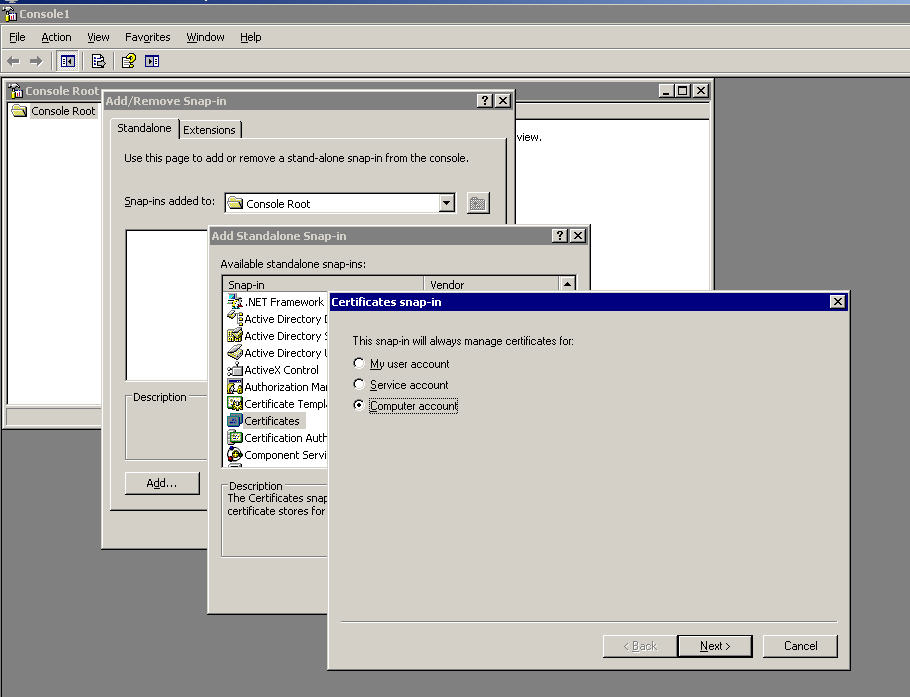 Console1
File Action View Favorites Window Help
Console Root
Console Root
view.
Add/Remove Snap-in
Standalone Extensions
Use this page to add or remove a stand-alone snap-in from the console.
Snap-ins added to: Console Root
Description
Add...
Add Standalone Snap-in
Available standalone snap-ins:
Snap-in Vendor
.NET Framework
Active Directory
Active Directory
Active Directory
ActiveX Control
Authorization Ma
Certificate Templ
Certificates
Certification Auth
Component Servi
Description
The Certificates snap
certificate stores for
Certificates snap-in
This snap-in will always manage certificates for:
My user account
Service account
Computer account
< Back Next > Cancel